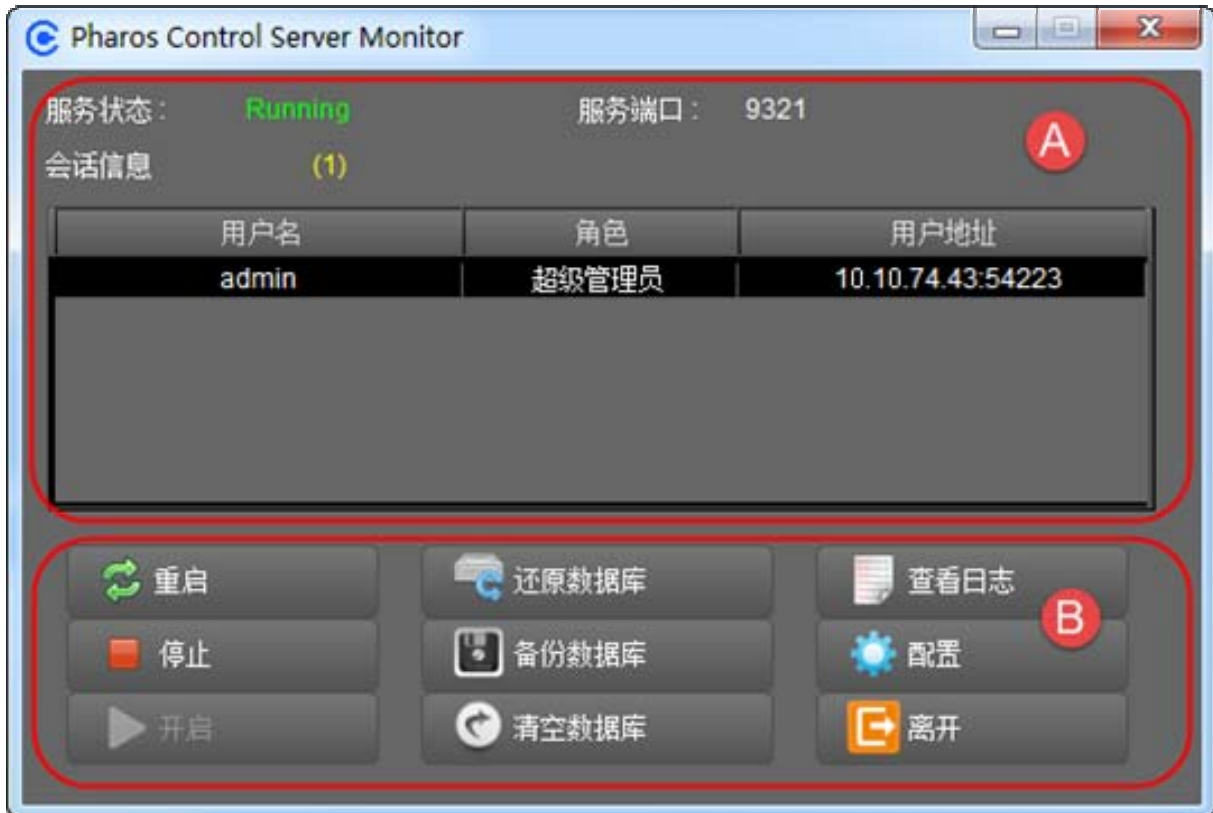 Pharos Control Server Monitor
服务状态： Running 服务端口： 9321
A
会话信息 (1)
用户名 角色 用户地址
admin 超级管理员 10.10.74.43:54223
重启 还原数据库 查看日志
B
停止 备份数据库 配置
开启 清空数据库 离开